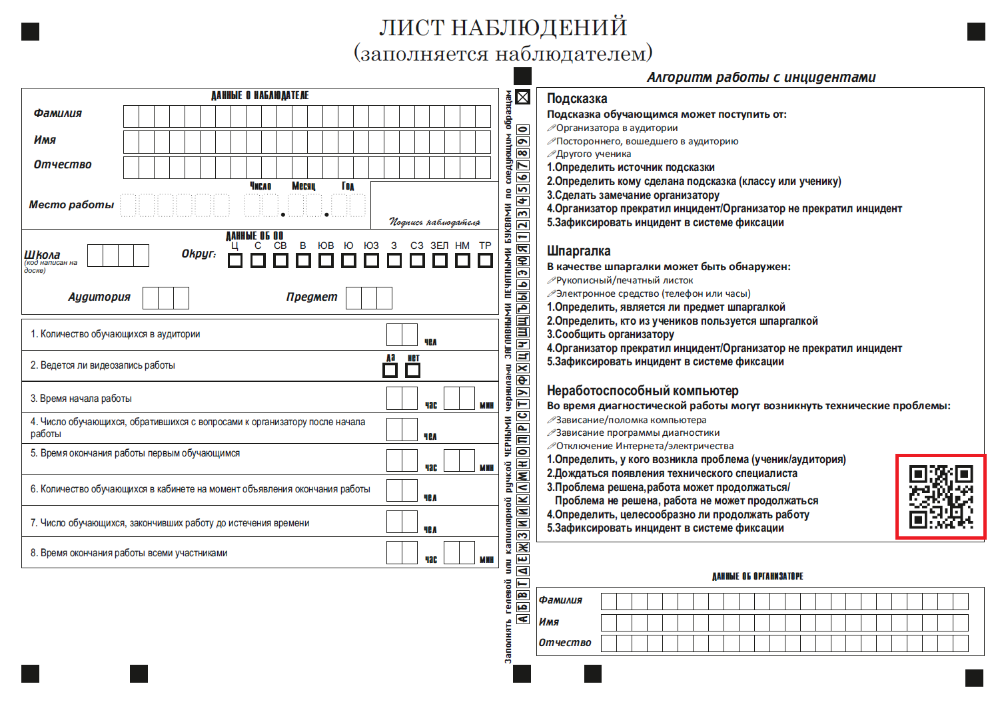 ЛИСТ НАБЛЮДЕНИЙ
(заполняется наблюдателем)
ДАННЫЕ О НАБЛЮДАТЕЛЕ
Фамилия
Имя
Отчество
Число Месяц Год
Место работы
Подпись наблюдателя
ДАННЫЕ ОБ ОО
Школа
(код написан на
доске)
Округ:
Ц С СВ В ЮВ Ю ЮЗ З СЗ ЗЕЛ НМ ТР
Аудитория
Предмет
1. Количество обучающихся в аудитории
чел
2. Ведется ли видеозапись работы
да нет
3. Время начала работы
час мин
4. Число обучающихся, обратившихся с вопросами к организатору после начала
работы
чел
5. Время окончания работы первым обучающимся
час мин
6. Количество обучающихся в кабинете на момент объявления окончания работы
чел
7. Число обучающихся, закончивших работу до истечения времени
чел
8. Время окончания работы всеми участниками
час мин
Заполнять гелевой или капиллярной ручкой ЧЕРНЫМИ чернилами ЗАГЛАВНЫМИ ПЕЧАТНЫМИ БУКВАМИ по следующим образцам
АБВГДЕЖЗИЙКЛМНОПРСТУФХЦЧШЩЪЫЬЭЮЯ1234567890
Алгоритм работы с инцидентами
Подсказка
Подсказка обучающимся может поступить от:
Организатора в аудитории
Постороннего, вошедшего в аудиторию
Другого ученика
1.Определить источник подсказки
2.Определить кому сделана подсказка (классу или ученику)
3.Сделать замечание организатору
4.Организатор прекратил инцидент/Организатор не прекратил инцидент
5.Зафиксировать инцидент в системе фиксации
Шпаргалка
В качестве шпаргалки может быть обнаружен:
Рукописный/печатный листок
Электронное средство (телефон или часы)
1.Определить, является ли предмет шпаргалкой
2.Определить, кто из учеников пользуется шпаргалкой
3.Сообщить организатору
4.Организатор прекратил инцидент/Организатор не прекратил инцидент
5.Зафиксировать инцидент в системе фиксации
Неработоспособный компьютер
Во время диагностической работы могут возникнуть технические проблемы:
Зависание/поломка компьютера
Зависание программы диагностики
Отключение Интернета/электричества
1.Определить, у кого возникла проблема (ученик/аудитория)
2.Дождаться появления технического специалиста
3.Проблема решена,работа может продолжаться/
Проблема не решена, работа не может продолжаться
4.Определить, целесообразно ли продолжать работу
5.Зафиксировать инцидент в системе фиксации
ДАННЫЕ ОБ ОРГАНИЗАТОРЕ
Фамилия
Имя
Отчество